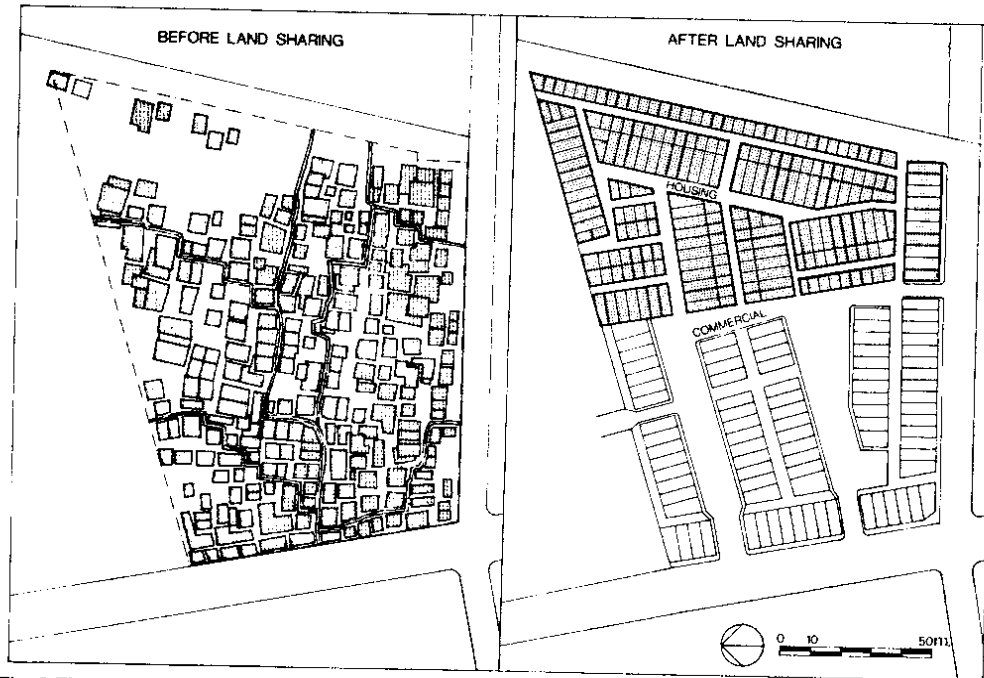 BEFORE LAND SHARING
AFTER LAND SHARING
HOUSING
COMMERCIAL
0 10 50m.